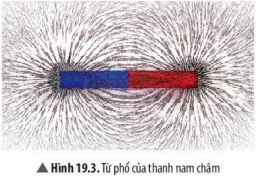 ▲ Hình 19.3. Từ phổ của thanh nam châm